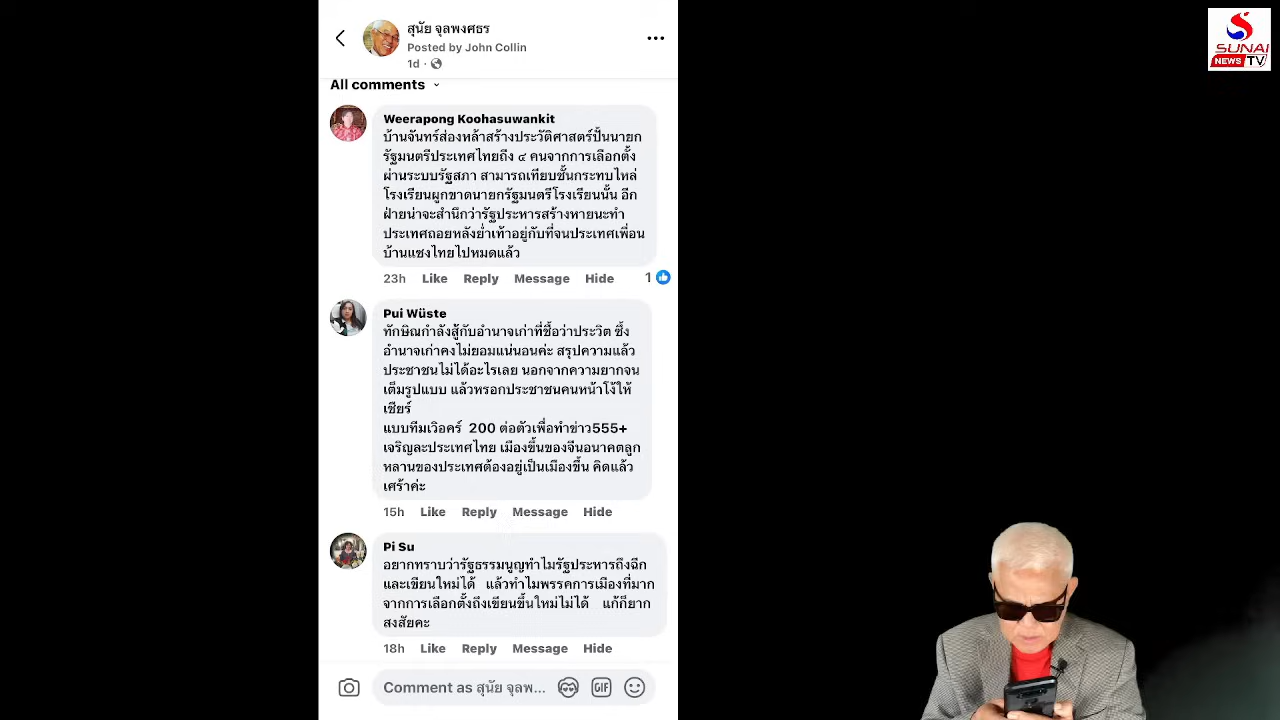 สุนัย จุลพงศธร
Posted by John Collin
1d ·
SUNAI
NEWS TV
All comments
Weerapong Koohasuwankit
บ้านจันทร์ส่องหล้าสร้างประวัติศาสตร์ปั้นนายก
รัฐมนตรีประเทศไทยถึง ๔ คนจากการเลือกตั้ง
ผ่านระบบรัฐสภา สามารถเทียบชั้นกระทบไหล่
โรงเรียนผูกขาดนายกรัฐมนตรีโรงเรียนนั้น อีก
ฝ่ายน่าจะสำนึกว่ารัฐประหารสร้างหายนะทำ
ประเทศถอยหลังย่ำเท้าอยู่กับที่จนประเทศเพื่อน
บ้านแซงไทยไปหมดแล้ว
23h Like Reply Message Hide 1
Pui Wüste
ทักษิณกำลังสู้กับอำนาจเก่าที่ชื้อว่าประวิต ซึ้ง
อำนาจเก่าคงไม่ยอมแน่นอนค่ะ สรุปความแล้ว
ประชาชนไม่ได้อะไรเลย นอกจากความยากจน
เต็มรูปแบบ แล้วหรอกประชาชนคนหน้าโง้ให้
เชียร์
แบบทีมเวิอคร์ 200 ต่อตัวเพื่อทำข่าว555+
เจริญละประเทศไทย เมืองขึ้นของจีนอนาคตลูก
หลานของประเทศต้องอยู่เป็นเมืองขึ้น คิดแล้ว
เศร้าค่ะ
15h Like Reply Message Hide
Pi Su
อยากทราบว่ารัฐธรรมนูญทำไมรัฐประหารถึงฉีก
และเขียนใหม่ได้ แล้วทำไมพรรคการเมืองที่มาก
จากการเลือกตั้งถึงเขียนขึ้นใหม่ไม่ได้ แก้ก็ยาก
สงสัยคะ
18h Like Reply Message Hide
Comment as สุนัย จุลพ... GIF